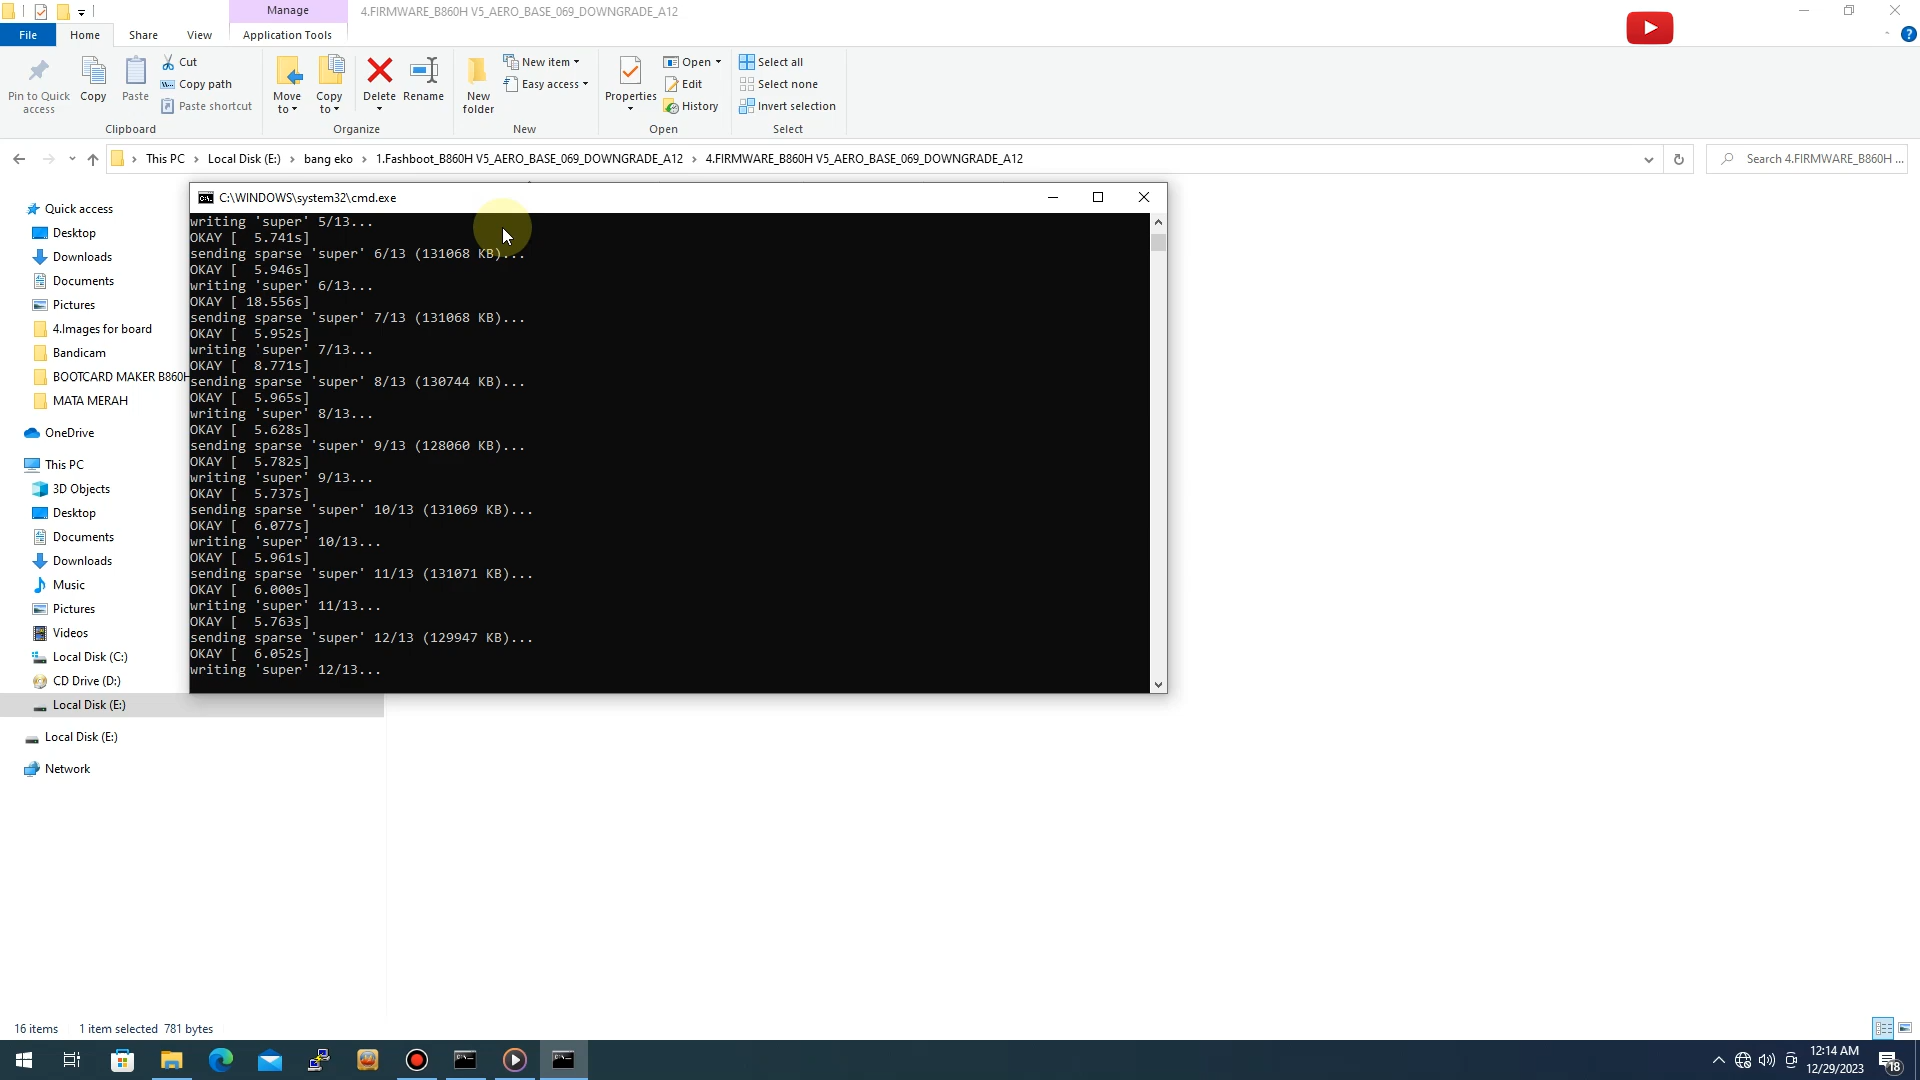 Manage
4.FIRMWARE_B860H V5_AERO_BASE_069_DOWNGRADE_A12
File
Home
Share
View
Application Tools
Pin to Quick access
Copy
Paste
Cut
Copy path
Paste shortcut
Clipboard
Move to
Copy to
Delete
Rename
Organize
New folder
New item
Easy access
New
Properties
Open
Edit
History
Open
Select all
Select none
Invert selection
Select
This PC
Local Disk (E:)
bang eko
1.Fashboot_B860H V5_AERO_BASE_069_DOWNGRADE_A12
4.FIRMWARE_B860H V5_AERO_BASE_069_DOWNGRADE_A12
Search 4.FIRMWARE_B860H ...
Quick access
Desktop
Downloads
Documents
Pictures
4.Images for board
Bandicam
BOOTCARD MAKER B860H
MATA MERAH
OneDrive
This PC
3D Objects
Desktop
Documents
Downloads
Music
Pictures
Videos
Local Disk (C:)
CD Drive (D:)
Local Disk (E:)
Local Disk (E:)
Network
C:\WINDOWS\system32\cmd.exe
writing 'super' 5/13...
OKAY [  5.741s]
sending sparse 'super' 6/13 (131068 KB)...
OKAY [  5.946s]
writing 'super' 6/13...
OKAY [ 18.556s]
sending sparse 'super' 7/13 (131068 KB)...
OKAY [  5.952s]
writing 'super' 7/13...
OKAY [  8.771s]
sending sparse 'super' 8/13 (130744 KB)...
OKAY [  5.965s]
writing 'super' 8/13...
OKAY [  5.628s]
sending sparse 'super' 9/13 (128060 KB)...
OKAY [  5.782s]
writing 'super' 9/13...
OKAY [  5.737s]
sending sparse 'super' 10/13 (131069 KB)...
OKAY [  6.077s]
writing 'super' 10/13...
OKAY [  5.961s]
sending sparse 'super' 11/13 (131071 KB)...
OKAY [  6.000s]
writing 'super' 11/13...
OKAY [  5.763s]
sending sparse 'super' 12/13 (129947 KB)...
OKAY [  6.052s]
writing 'super' 12/13...
16 items
1 item selected 781 bytes
12:14 AM
12/29/2023
18